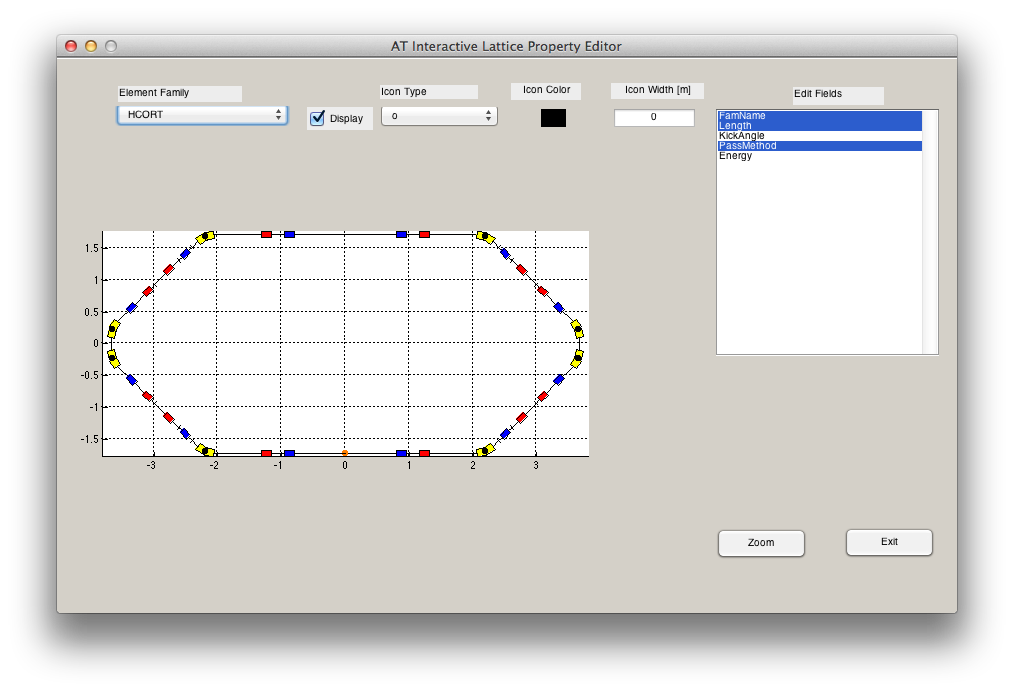 AT Interactive Lattice Property Editor
Element Family
Icon Type
Icon Color
Icon Width [m]
Edit Fields
HCORT
Display
o
0
FamName
Length
KickAngle
PassMethod
Energy
1.5
1
0.5
0
-0.5
-1
-1.5
-3
-2
-1
0
1
2
3
Zoom
Exit